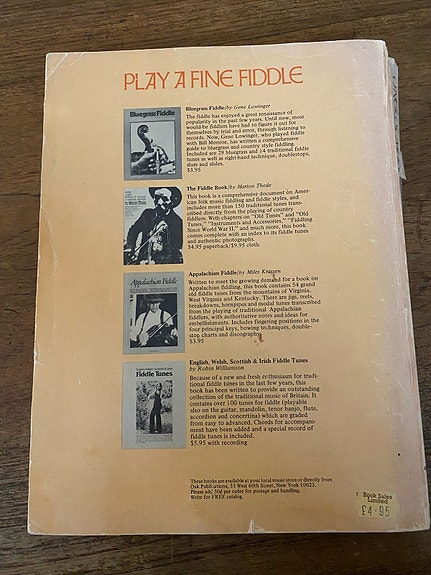 PLAY A FINE FIDDLE
Bluegrass Fiddle
Bluegrass Fiddle/by Gene Lowinger
The fiddle has enjoyed a great renaissance of
popularity in the past few years. Until now, most
would-be fiddlers have had to figure it out for
themselves by trial and error, through listening to
records. Now, Gene Lowinger, who played fiddle
with Bill Monroe, has written a comprehensive
guide to bluegrass and country style fiddling.
Included are 29 bluegrass and 14 traditional fiddle
tunes as well as right-hand technique, doublestops,
slurs and slides.
$3.95
The Fiddle Book/by Marion Thede
This book is a comprehensive document on Amer-
ican folk music fiddling and fiddle styles, and
includes more than 150 traditional tunes trans-
cribed directly from the playing of country
fiddlers. With chapters on "Old Times" and "Old
Tunes," "Instruments and Accessories," "Fiddling
Since World War II," and much more, this book
comes complete with an index to its fiddle tunes
and authentic photographs.
$4.95 paperback/$9.95 cloth
Appalachian Fiddle
Appalachian Fiddle/by Miles Krassen
Written to meet the growing demand for a book on
Appalachian fiddling, this book contains 54 grand
old fiddle tunes from the mountains of Virginia,
West Virginia and Kentucky. There are jigs, reels,
breakdowns, hornpipes and modal tunes transcribed
from the playing of traditional Appalachian
fiddlers, with authoritative notes and ideas for
embellishments. Includes fingering positions in the
four principal keys, bowing techniques, double-
stop charts and discography.
$3.95
Fiddle Tunes
English, Welsh, Scottish & Irish Fiddle Tunes
by Robin Williamson
Because of a new and fresh enthusiasm for tradi-
tional fiddle tunes in the last few years, this
book has been written to provide an outstanding
collection of the traditional music of Britain. It
contains over 100 tunes for fiddle (playable
also on the guitar, mandolin, tenor banjo, flute,
accordion and concertina) which are graded
from easy to advanced. Chords for accompani-
ment have been added and a special record of
fiddle tunes is included.
$5.95 with recording
These books are available at your local music store or directly from
Oak Publications, 33 West 60th Street, New York 10023.
Please add 50¢ per order for postage and handling.
Write for FREE catalog.
Book Sales
Limited
£4·95